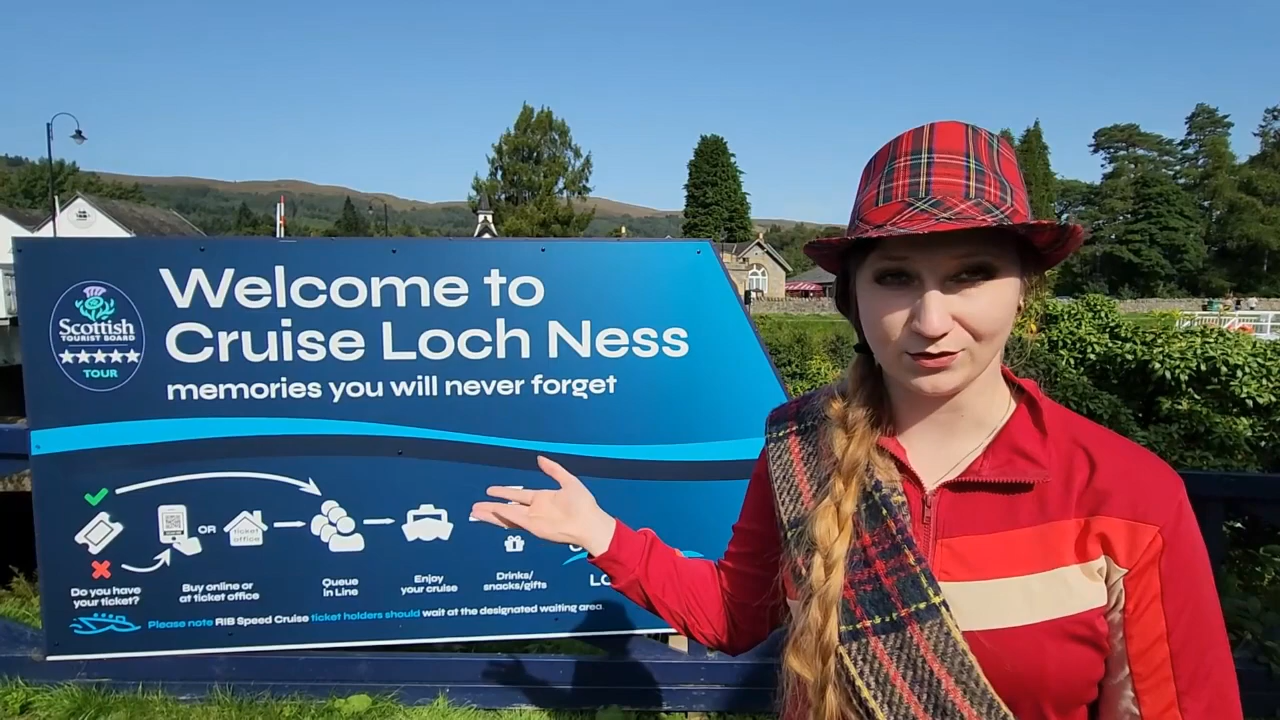 Welcome to
Cruise Loch Ness
memories you will never forget
Scottish
TOURIST BOARD
TOUR
OR
ticket
office
Do you have
your ticket?
Buy online or
at ticket office
Queue
in Line
Enjoy
your cruise
Drinks/
snacks/gifts
LO
Please note RIB Speed Cruise ticket holders should wait at the designated waiting area.